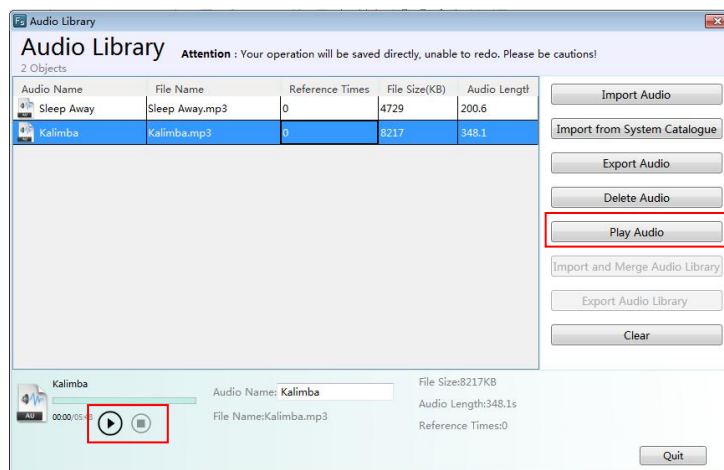 Fs Audio Library
Audio Library
Attention : Your operation will be saved directly, unable to redo. Please be cautions!
2 Objects
Audio Name File Name Reference Times File Size(KB) Audio Length
Sleep Away Sleep Away.mp3 0 4729 200.6
Kalimba Kalimba.mp3 0 8217 348.1
Import Audio
Import from System Catalogue
Export Audio
Delete Audio
Play Audio
Import and Merge Audio Library
Export Audio Library
Clear
Kalimba
AU
00:00/05:48
Audio Name: Kalimba
File Name:Kalimba.mp3
File Size:8217KB
Audio Length:348.1s
Reference Times:0
Quit